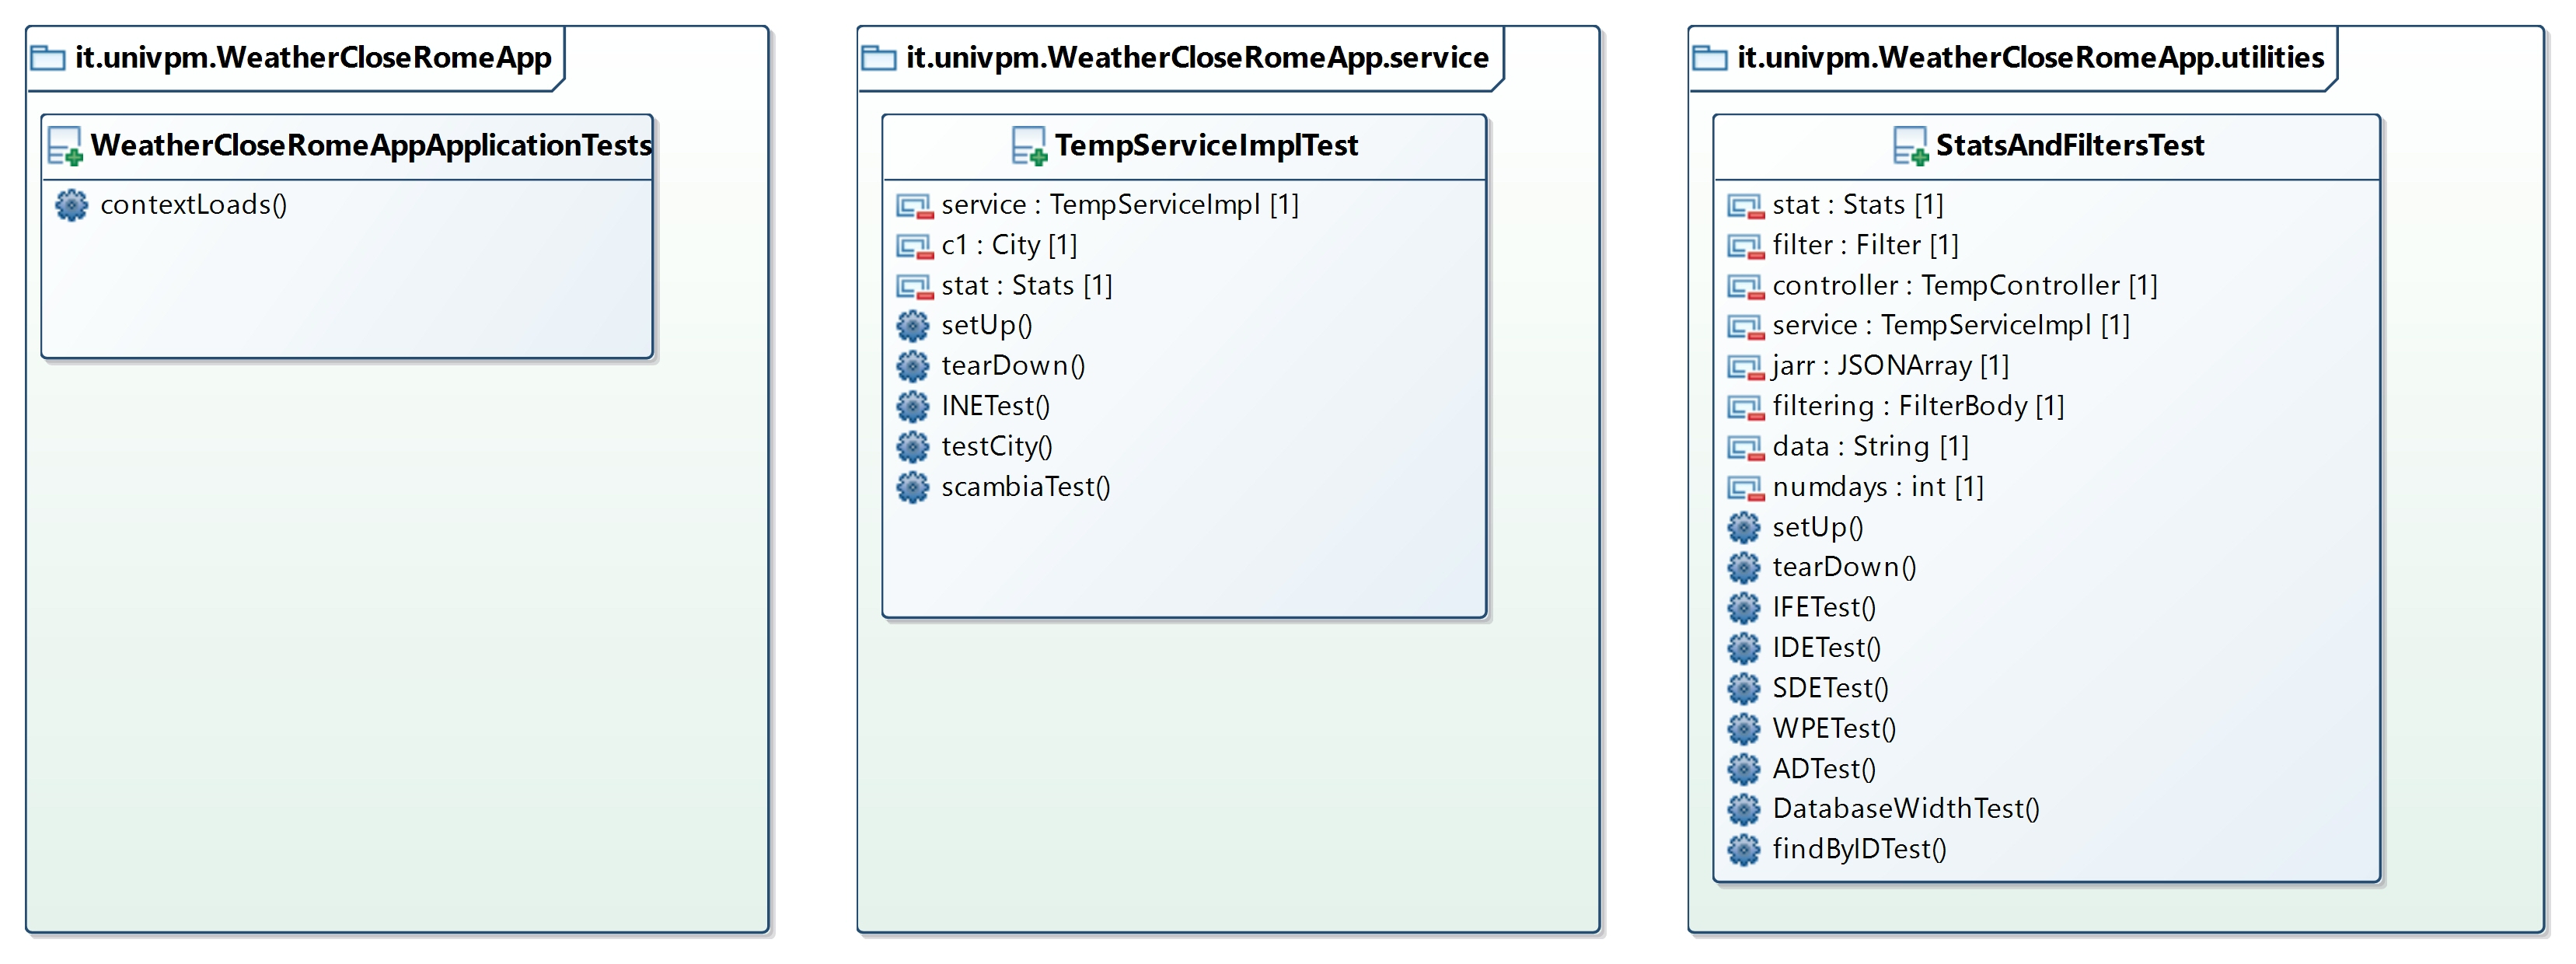 it.univpm.WeatherCloseRomeApp
WeatherCloseRomeAppApplicationTests
contextLoads()
it.univpm.WeatherCloseRomeApp.service
TempServiceImplTest
service : TempServiceImpl [1]
c1 : City [1]
stat : Stats [1]
setUp()
tearDown()
INETest()
testCity()
scambiaTest()
it.univpm.WeatherCloseRomeApp.utilities
StatsAndFiltersTest
stat : Stats [1]
filter : Filter [1]
controller : TempController [1]
service : TempServiceImpl [1]
jarr : JSONArray [1]
filtering : FilterBody [1]
data : String [1]
numdays : int [1]
setUp()
tearDown()
IFETest()
IDETest()
SDETest()
WPETest()
ADTest()
DatabaseWidthTest()
findByIDTest()